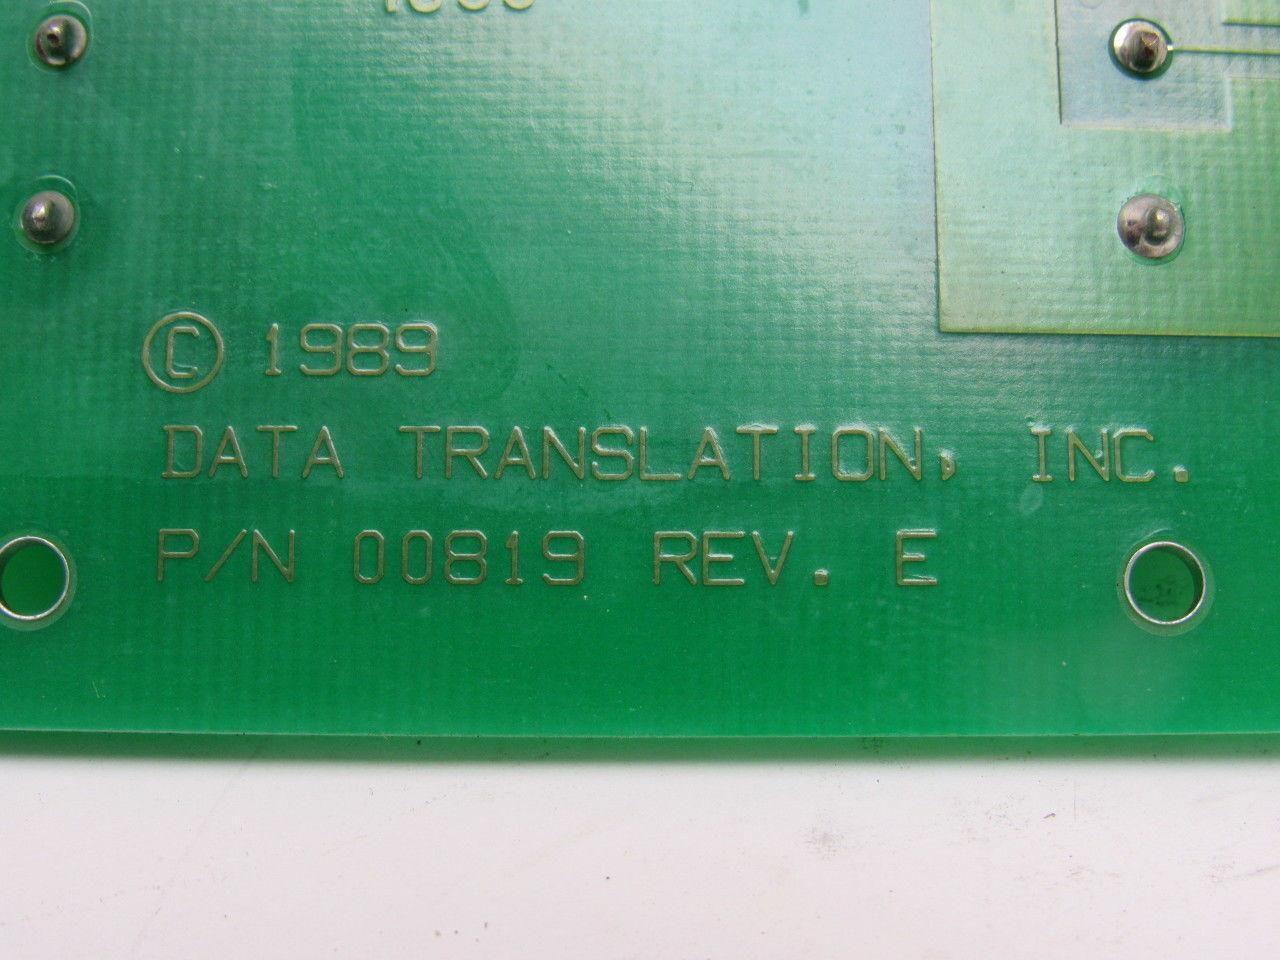 © 1989
DATA TRANSLATION, INC.
P/N 00819 REV. E